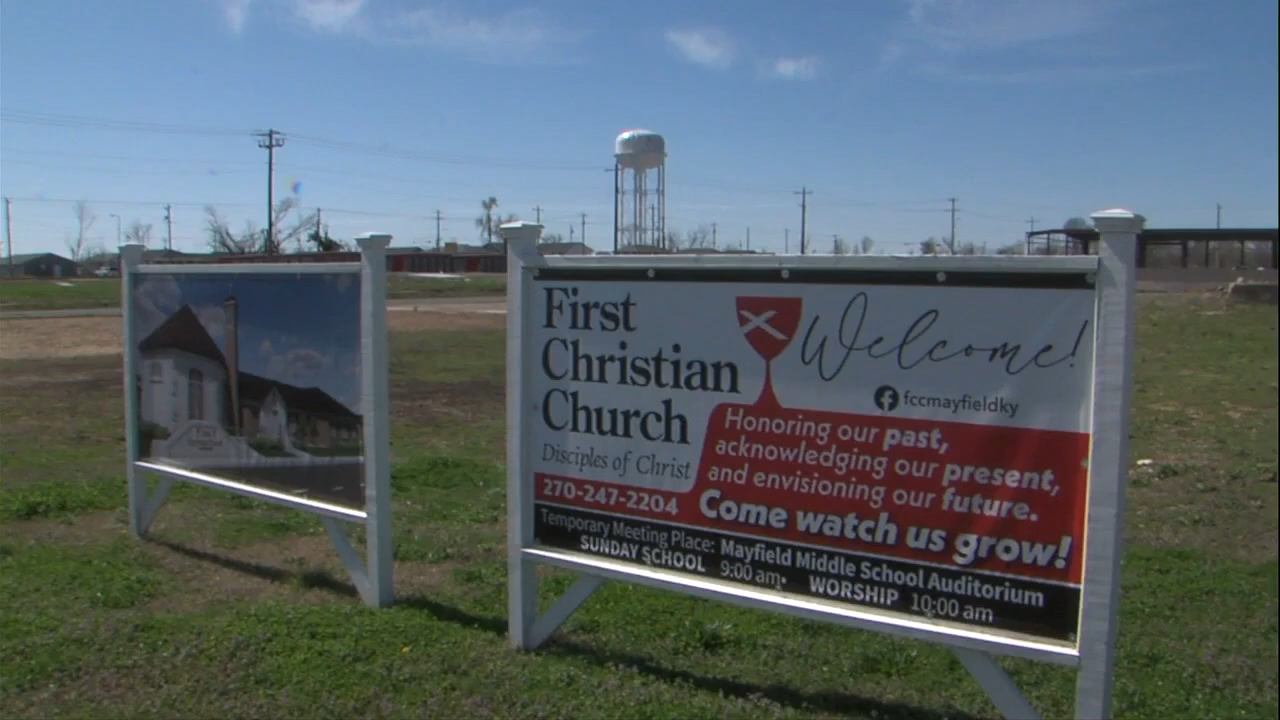 First
Christian
Church
Disciples of Christ
270-247-2204
Welcome!
fccmayfieldky
Honoring our past,
acknowledging our present,
and envisioning our future.
Come watch us grow!
Temporary Meeting Place: Mayfield Middle School Auditorium
SUNDAY SCHOOL 9:00 am• WORSHIP 10:00 am